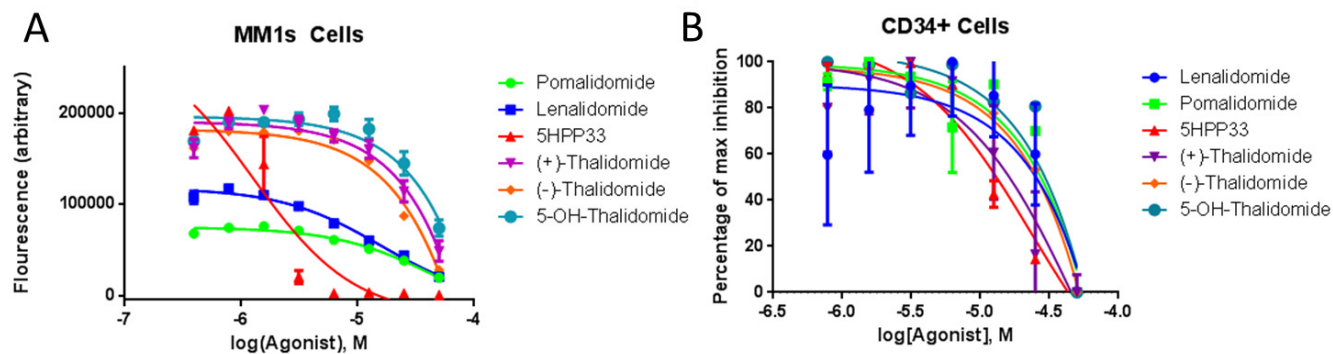 A
MM1s Cells
Flourescence (arbitrary)
200000
100000
0
-7
-6
-5
-4
log(Agonist), M
Pomalidomide
Lenalidomide
5HPP33
(+)-Thalidomide
(-)-Thalidomide
5-OH-Thalidomide
B
CD34+ Cells
Percentage of max inhibition
100
80
60
40
20
0
-6.5
-6.0
-5.5
-5.0
-4.5
-4.0
log[Agonist], M
Lenalidomide
Pomalidomide
5HPP33
(+)-Thalidomide
(-)-Thalidomide
5-OH-Thalidomide